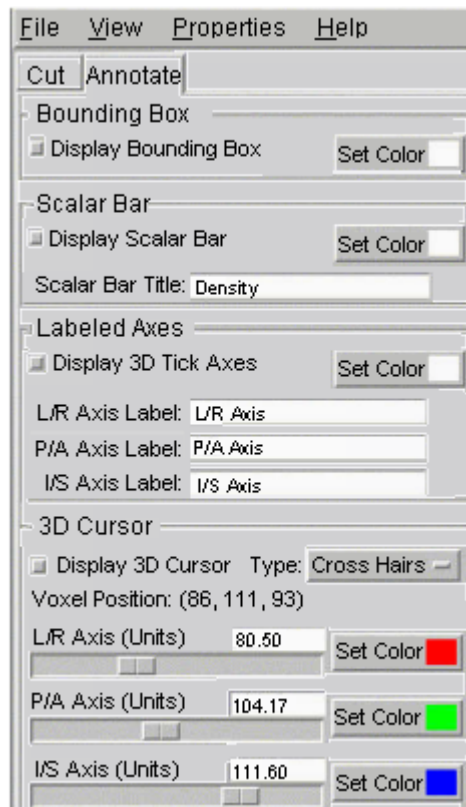 File View Properties Help
Cut Annotate
Bounding Box
Display Bounding Box Set Color
Scalar Bar
Display Scalar Bar Set Color
Scalar Bar Title: Density
Labeled Axes
Display 3D Tick Axes Set Color
L/R Axis Label: L/R Axis
P/A Axis Label: P/A Axis
I/S Axis Label: I/S Axis
3D Cursor
Display 3D Cursor Type: Cross Hairs
Voxel Position: (86, 111, 93)
L/R Axis (Units) 80.50 Set Color
P/A Axis (Units) 104.17 Set Color
I/S Axis (Units) 111.60 Set Color